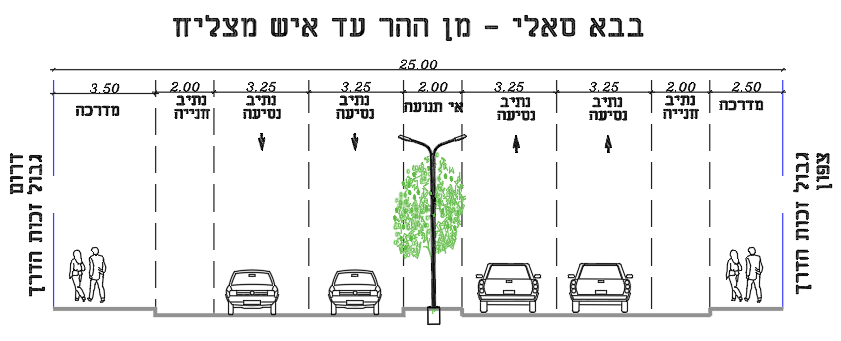 בבא סאלי - מן ההר עד איש מצליח
25.00
3.50 2.00 3.25 3.25 2.00 3.25 3.25 2.00 2.50
מדרכה
נתיב
חנייה
נתיב
נסיעה
נתיב
נסיעה
אי תנועה
נתיב
נסיעה
נתיב
נסיעה
נתיב
חנייה
מדרכה
דרום
גבול זכות הדרך
צפון
גבול זכות הדרך